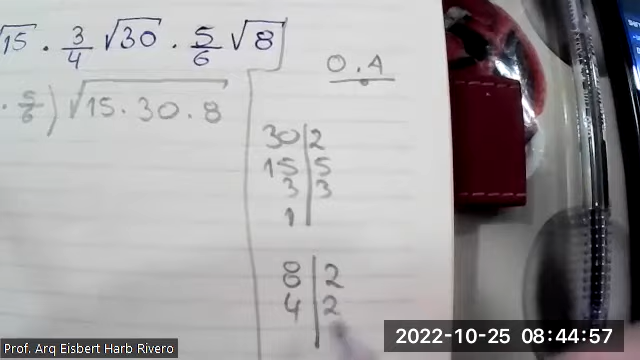 √15 · 3/4 √30 · 5/6 √8
· 5/6) √15·30·8
O.A
30|2
15|5
3|3
1|
8|2
4|2
Prof. Arq Eisbert Harb Rivero
2022-10-25 08:44:57